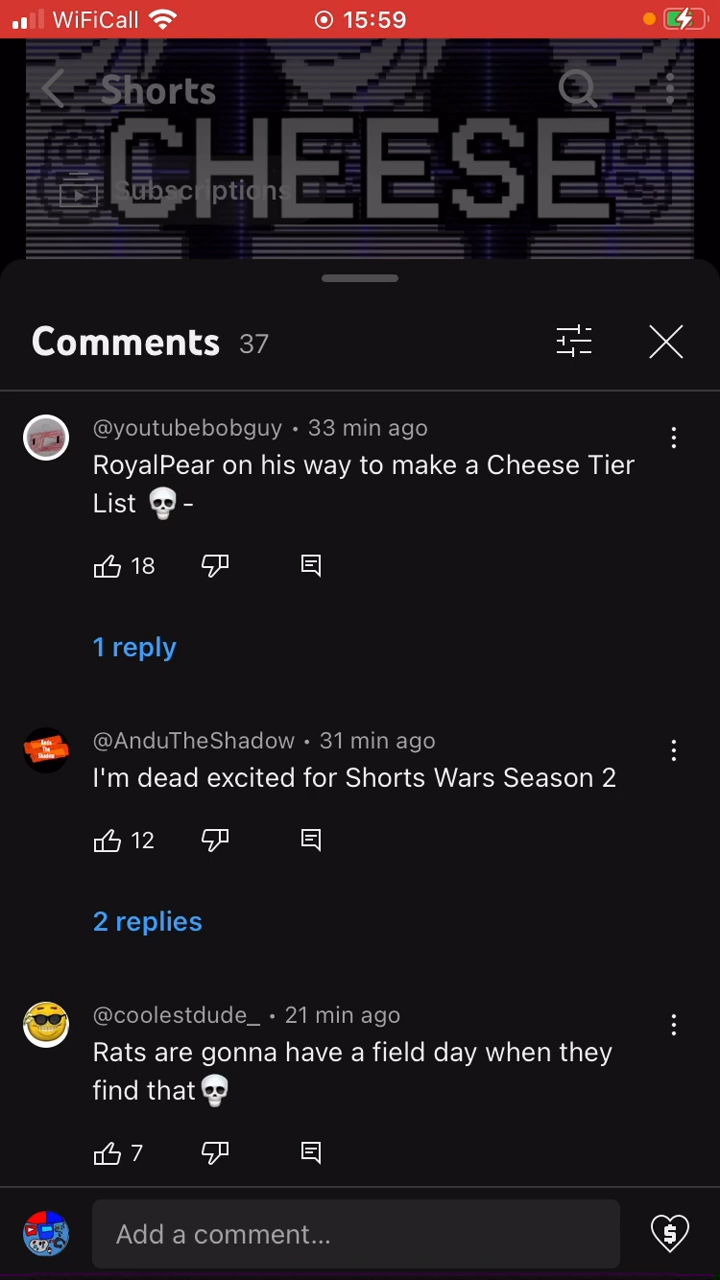 WiFiCall 15:59
Shorts
CHEESE
Subscriptions
Comments 37
@youtubebobguy • 33 min ago
RoyalPear on his way to make a Cheese Tier
List 💀-
18
1 reply
@AnduTheShadow • 31 min ago
I'm dead excited for Shorts Wars Season 2
12
2 replies
@coolestdude_ • 21 min ago
Rats are gonna have a field day when they
find that💀
7
Add a comment...
$